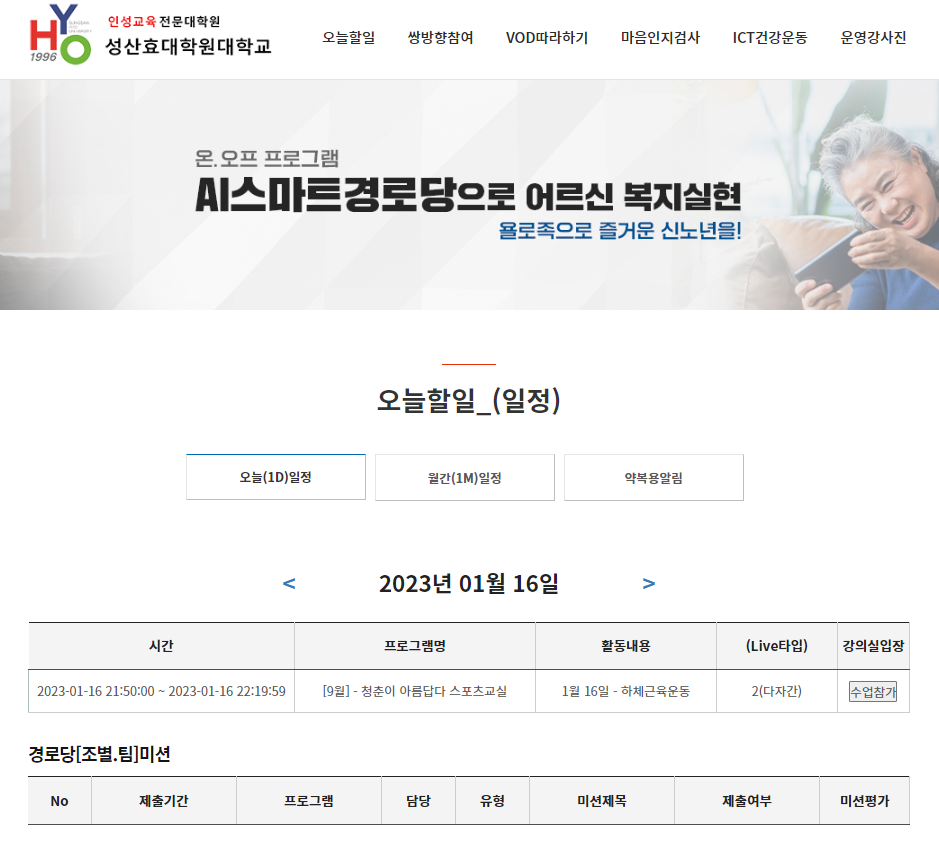 HYO
1996
인성교육 전문대학원
성산효대학원대학교
오늘할일 쌍방향참여 VOD따라하기 마음인지검사 ICT건강운동 운영강사진
온.오프 프로그램
AI스마트경로당으로 어르신 복지실현
욜로족으로 즐거운 신노년을!
오늘할일_(일정)
오늘(1D)일정 월간(1M)일정 약복용알림
< 2023년 01월 16일 >
시간 프로그램명 활동내용 (Live타입) 강의실입장
2023-01-16 21:50:00 ~ 2023-01-16 22:19:59 [9월] - 청춘이 아름답다 스포츠교실 1월 16일 - 하체근육운동 2(다자간) 수업참가
경로당[조별.팀]미션
No 제출기간 프로그램 담당 유형 미션제목 제출여부 미션평가